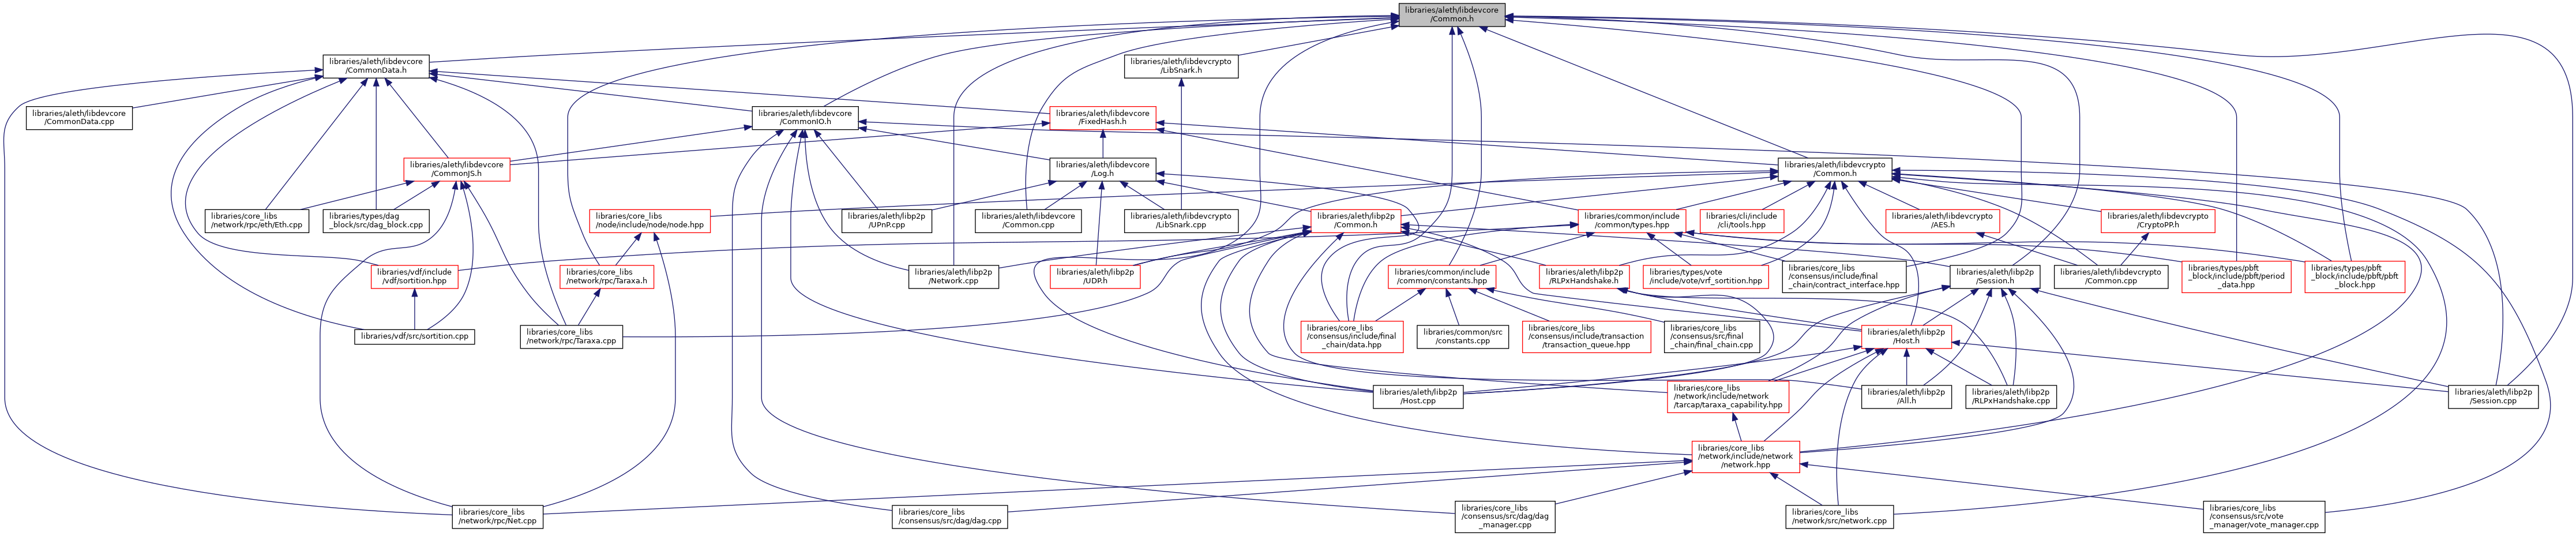 libraries/aleth/libdevcore
/Common.h
libraries/aleth/libdevcore
/CommonData.h
libraries/aleth/libdevcrypto
/LibSnark.h
libraries/aleth/libdevcore
/CommonData.cpp
libraries/aleth/libdevcore
/CommonIO.h
libraries/aleth/libdevcore
/FixedHash.h
libraries/aleth/libdevcore
/CommonJS.h
libraries/aleth/libdevcore
/Log.h
libraries/aleth/libdevcrypto
/Common.h
libraries/core_libs
/network/rpc/eth/Eth.cpp
libraries/types/dag
_block/src/dag_block.cpp
libraries/core_libs
/node/include/node/node.hpp
libraries/aleth/libp2p
/UPnP.cpp
libraries/aleth/libdevcore
/Common.cpp
libraries/aleth/libdevcrypto
/LibSnark.cpp
libraries/aleth/libp2p
/Common.h
libraries/common/include
/common/types.hpp
libraries/cli/include
/cli/tools.hpp
libraries/aleth/libdevcrypto
/AES.h
libraries/aleth/libdevcrypto
/CryptoPP.h
libraries/vdf/include
/vdf/sortition.hpp
libraries/core_libs
/network/rpc/Taraxa.h
libraries/aleth/libp2p
/Network.cpp
libraries/aleth/libp2p
/UDP.h
libraries/common/include
/common/constants.hpp
libraries/aleth/libp2p
/RLPxHandshake.h
libraries/types/vote
/include/vote/vrf_sortition.hpp
libraries/core_libs
/consensus/include/final
_chain/contract_interface.hpp
libraries/aleth/libp2p
/Session.h
libraries/aleth/libdevcrypto
/Common.cpp
libraries/types/pbft
_block/include/pbft/period
_data.hpp
libraries/types/pbft
_block/include/pbft/pbft
_block.hpp
libraries/vdf/src/sortition.cpp
libraries/core_libs
/network/rpc/Taraxa.cpp
libraries/core_libs
/consensus/include/final
_chain/data.hpp
libraries/common/src
/constants.cpp
libraries/core_libs
/consensus/include/transaction
/transaction_queue.hpp
libraries/core_libs
/consensus/src/final
_chain/final_chain.cpp
libraries/aleth/libp2p
/Host.h
libraries/aleth/libp2p
/Host.cpp
libraries/core_libs
/network/include/network
/tarcap/taraxa_capability.hpp
libraries/aleth/libp2p
/All.h
libraries/aleth/libp2p
/RLPxHandshake.cpp
libraries/aleth/libp2p
/Session.cpp
libraries/core_libs
/network/include/network
/network.hpp
libraries/core_libs
/network/rpc/Net.cpp
libraries/core_libs
/consensus/src/dag/dag.cpp
libraries/core_libs
/consensus/src/dag/dag
_manager.cpp
libraries/core_libs
/network/src/network.cpp
libraries/core_libs
/consensus/src/vote
_manager/vote_manager.cpp